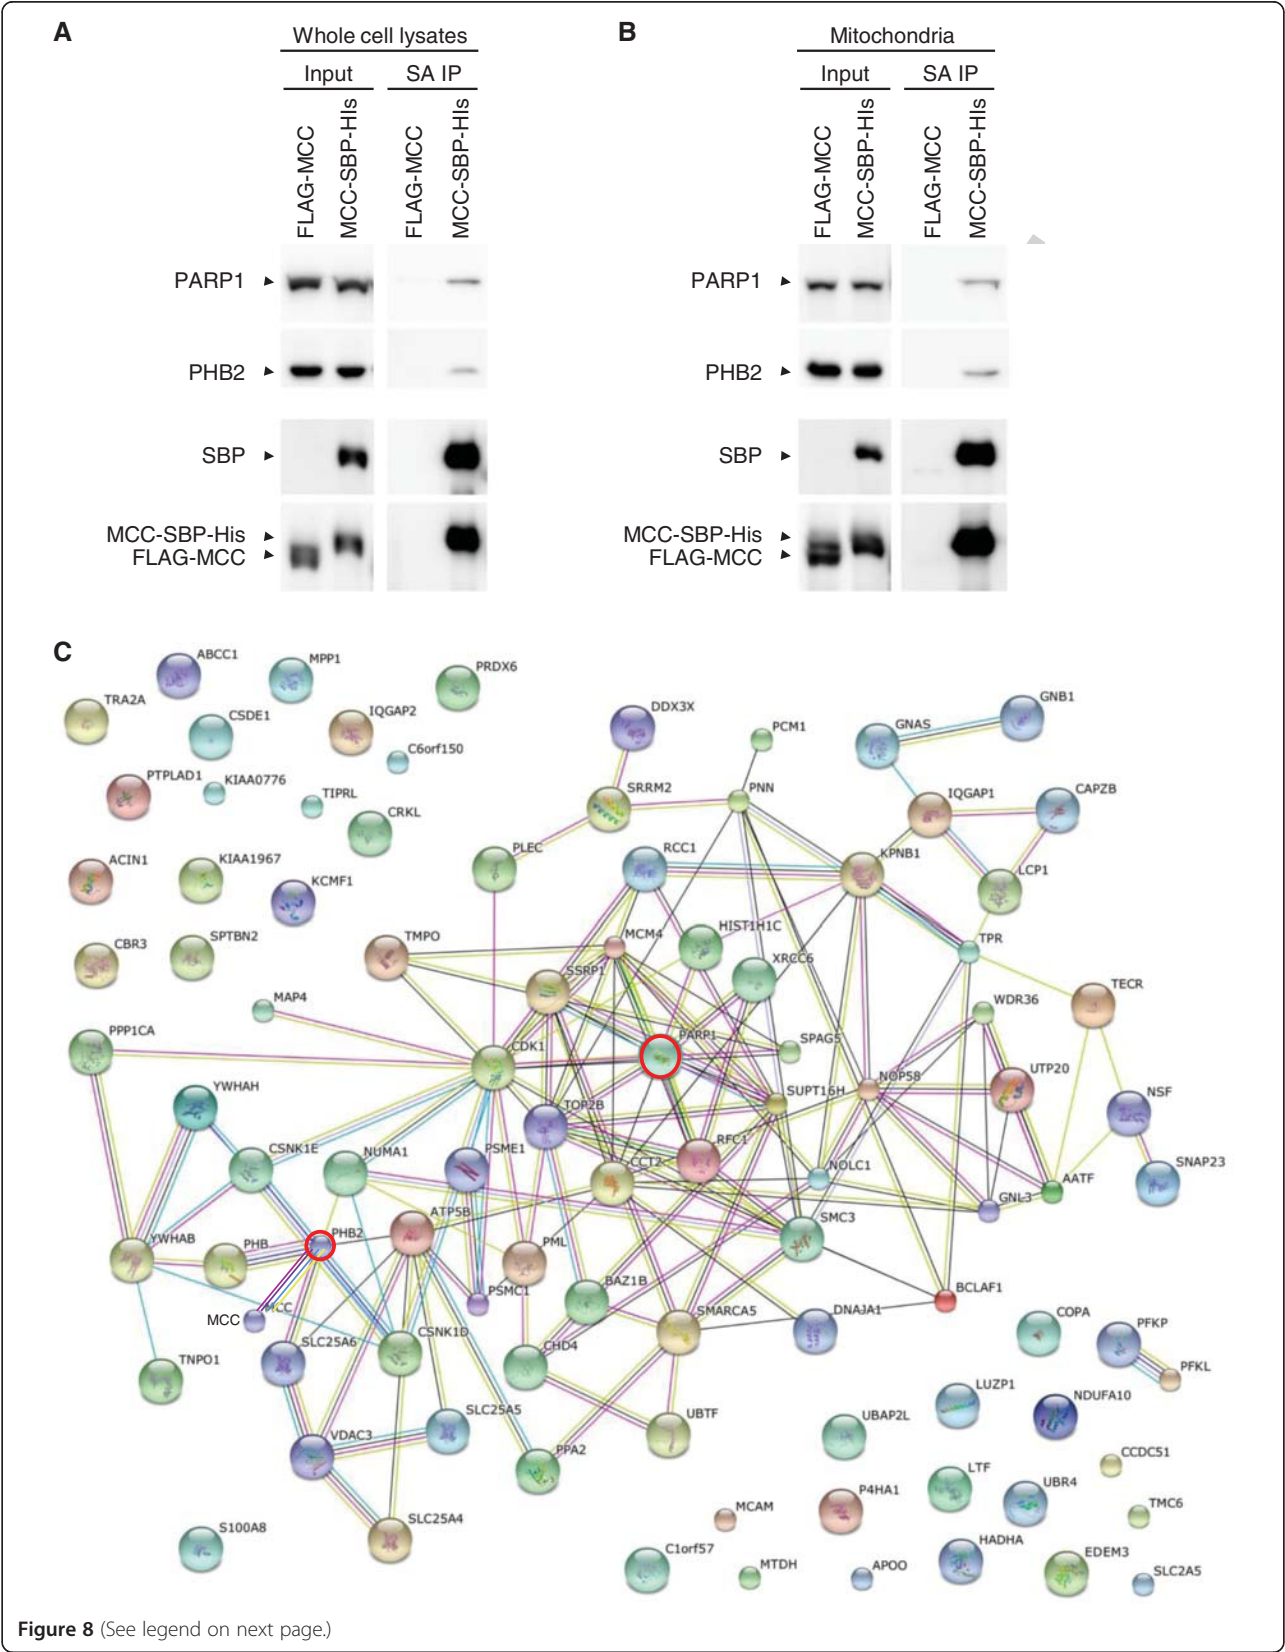 A
Whole cell lysates
Input
SA IP
FLAG-MCC
MCC-SBP-HIs
FLAG-MCC
MCC-SBP-HIs
PARP1
PHB2
SBP
MCC-SBP-His
FLAG-MCC
B
Mitochondria
Input
SA IP
FLAG-MCC
MCC-SBP-HIs
FLAG-MCC
MCC-SBP-HIs
PARP1
PHB2
SBP
MCC-SBP-His
FLAG-MCC
C
ABCC1
MPP1
PRDX6
TRA2A
CSDE1
IQGAP2
C6orf150
DDX3X
PCM1
GNAS
GNB1
PTPLAD1
KIAA0776
TIPRL
CRKL
SRRM2
PNN
IQGAP1
CAPZB
ACIN1
KIAA1967
KCMF1
PLEC
RCC1
KPNB1
LCP1
CBR3
SPTBN2
TMPO
MCM4
HIST1H1C
XRCC6
TPR
SSRP1
MAP4
WDR36
TECR
PPP1CA
CDK1
PARP1
SPAG5
YWHAH
TOP2B
SUPT16H
NOP58
UTP20
NSF
CSNK1E
NUMA1
PSME1
CCT2
RFC1
NOLC1
GNL3
AATF
SNAP23
YWHAB
PHB
PHB2
ATP5B
PML
SMC3
MCC
MCC
PSMC1
BAZ1B
BCLAF1
TNPO1
SLC25A6
CSNK1D
CHD4
SMARCA5
DNAJA1
COPA
PFKP
PFKL
VDAC3
SLC25A5
PPA2
UBTF
UBAP2L
LUZP1
NDUFA10
CCDC51
S100A8
SLC25A4
MCAM
P4HA1
LTF
UBR4
TMC6
C1orf57
MTDH
APOO
HADHA
EDEM3
SLC2A5
Figure 8 (See legend on next page.)